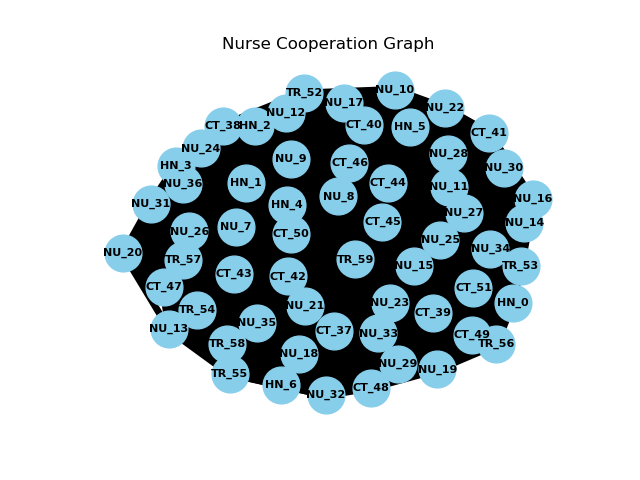 Nurse Cooperation Graph
TR_52
NU_10
NU_17
NU_22
NU_12
CT_38
HN_2
CT_40
HN_5
CT_41
NU_24
NU_28
NU_9
CT_46
HN_3
NU_30
NU_36
HN_1
CT_44
NU_11
NU_8
NU_16
NU_31
HN_4
NU_27
NU_7
CT_45
NU_14
NU_26
CT_50
NU_25
NU_20
NU_34
TR_57
TR_59
NU_15
TR_53
CT_43
CT_42
CT_47
CT_51
NU_21
NU_23
HN_0
TR_54
CT_39
NU_13
NU_35
CT_37
NU_33
CT_49
TR_58
TR_56
NU_18
NU_29
NU_19
TR_55
HN_6
CT_48
NU_32